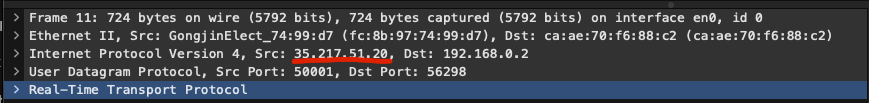 Frame 11: 724 bytes on wire (5792 bits), 724 bytes captured (5792 bits) on interface en0, id 0
Ethernet II, Src: GongjinElect_74:99:d7 (fc:8b:97:74:99:d7), Dst: ca:ae:70:f6:88:c2 (ca:ae:70:f6:88:c2)
Internet Protocol Version 4, Src: 35.217.51.20, Dst: 192.168.0.2
User Datagram Protocol, Src Port: 50001, Dst Port: 56298
Real-Time Transport Protocol